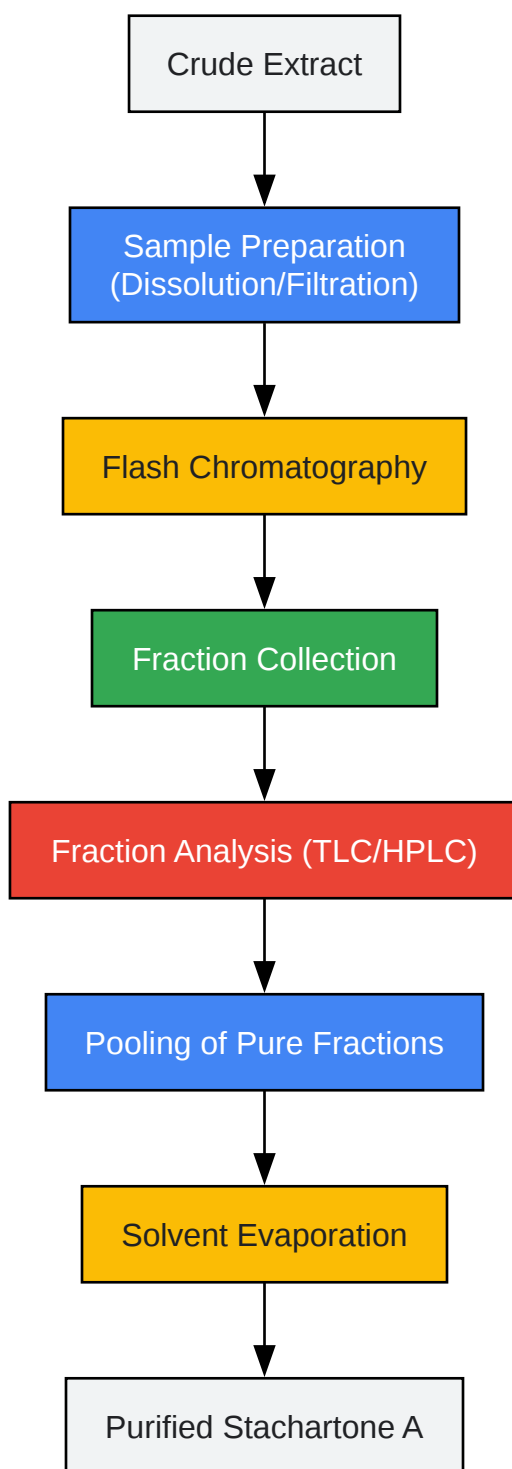 Crude Extract
Sample Preparation
(Dissolution/Filtration)
Flash Chromatography
Fraction Collection
Fraction Analysis (TLC/HPLC)
Pooling of Pure Fractions
Solvent Evaporation
Purified Stachartone A